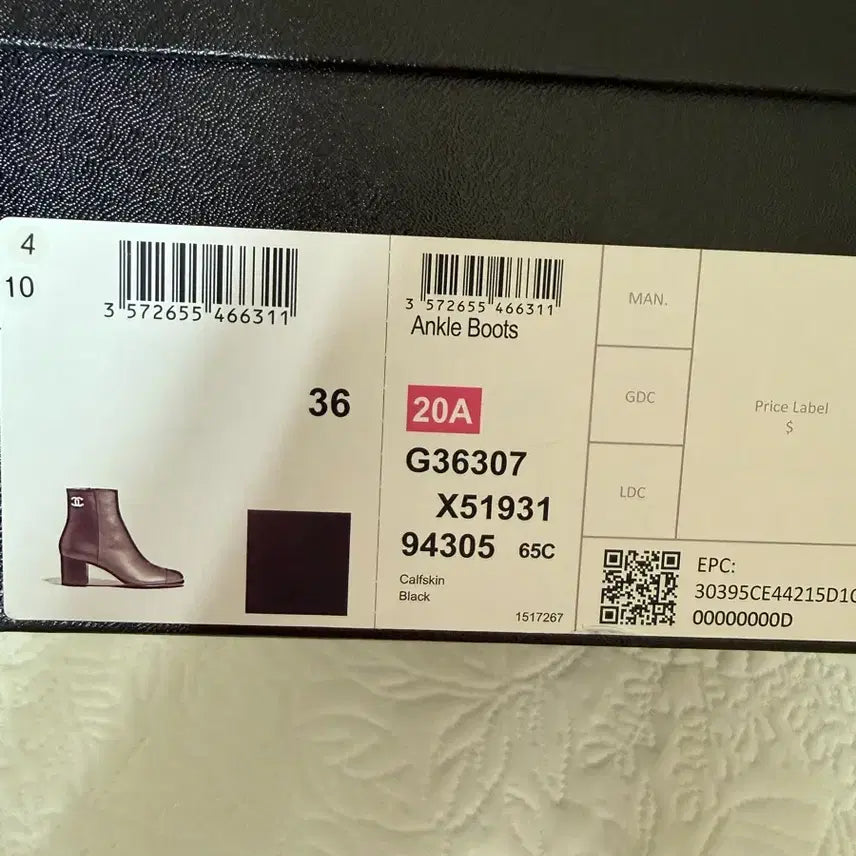 4
10
3 572655 466311
36
3 572655 466311
Ankle Boots
20A
G36307
X51931
94305 65C
Calfskin
Black
1517267
MAN.
GDC
LDC
Price Label
$
EPC:
30395CE44215D1
00000000D